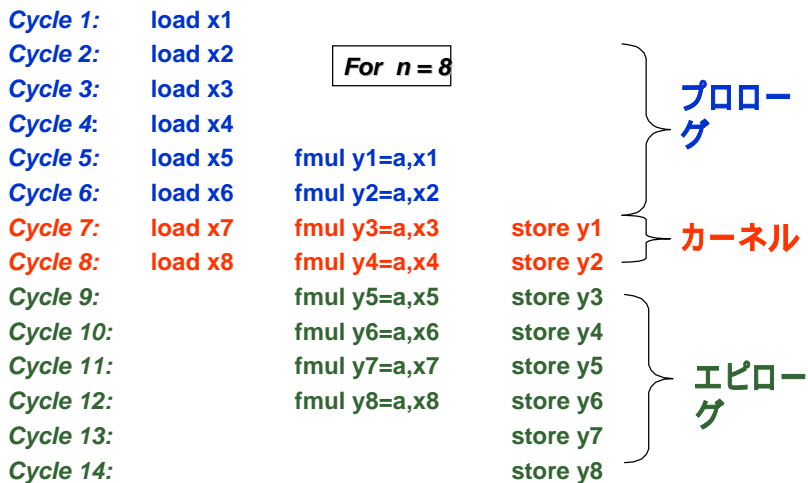 Cycle 1: load x1
Cycle 2: load x2
For n = 8
Cycle 3: load x3
Cycle 4: load x4
Cycle 5: load x5 fmul y1=a,x1
Cycle 6: load x6 fmul y2=a,x2
プロロー
グ
Cycle 7: load x7 fmul y3=a,x3 store y1
Cycle 8: load x8 fmul y4=a,x4 store y2
カーネル
Cycle 9: fmul y5=a,x5 store y3
Cycle 10: fmul y6=a,x6 store y4
Cycle 11: fmul y7=a,x7 store y5
Cycle 12: fmul y8=a,x8 store y6
Cycle 13: store y7
Cycle 14: store y8
エピロー
グ